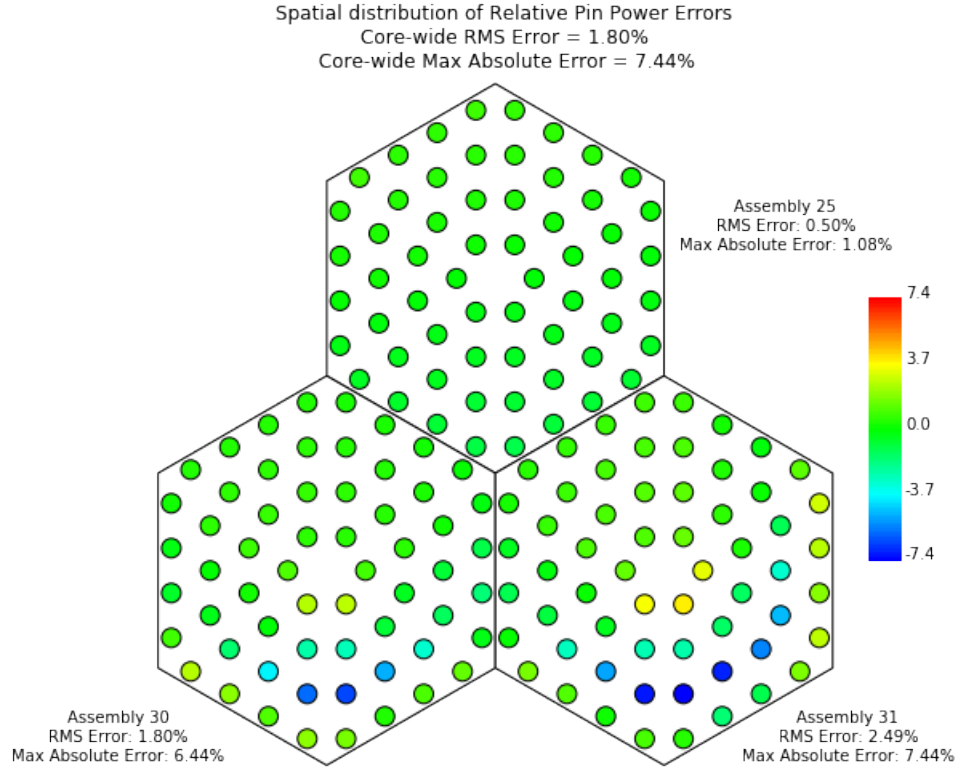 Spatial distribution of Relative Pin Power Errors
Core-wide RMS Error = 1.80%
Core-wide Max Absolute Error = 7.44%
Assembly 25
RMS Error: 0.50%
Max Absolute Error: 1.08%
7.4
3.7
0.0
-3.7
-7.4
Assembly 30
RMS Error: 1.80%
Max Absolute Error: 6.44%
Assembly 31
RMS Error: 2.49%
Max Absolute Error: 7.44%